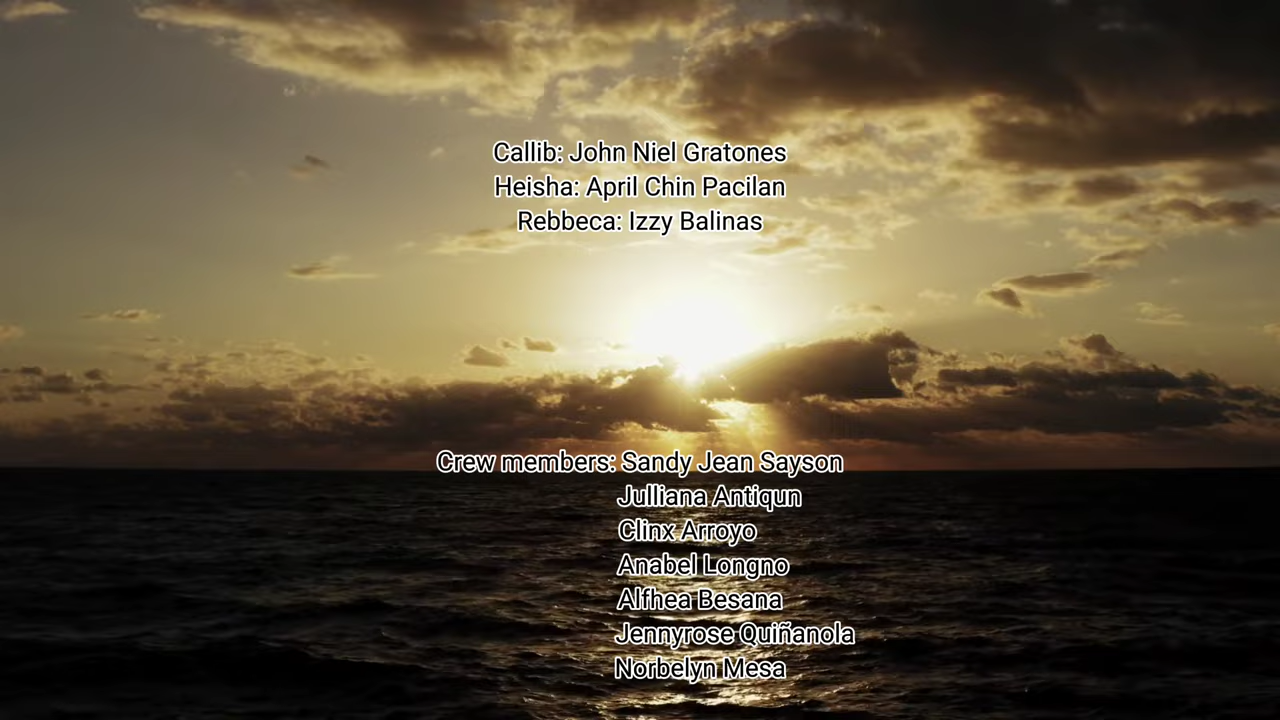 Callib: John Niel Gratones
Heisha: April Chin Pacilan
Rebbeca: Izzy Balinas
Crew members: Sandy Jean Sayson
Julliana Antiqun
Clinx Arroyo
Anabel Longno
Alfhea Besana
Jennyrose Quiñanola
Norbelyn Mesa